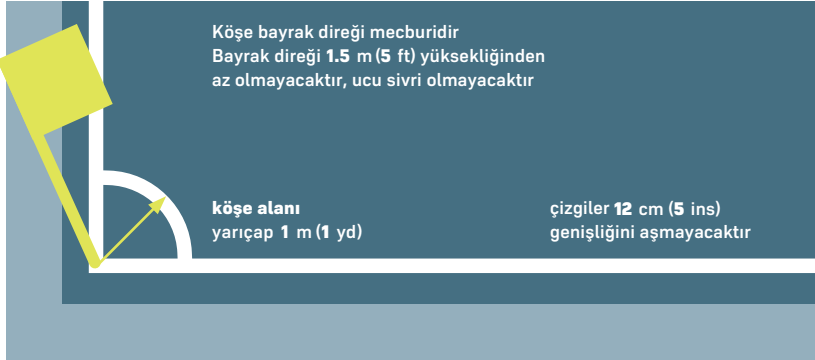 Köşe bayrak direği mecburidir
Bayrak direği 1.5 m (5 ft) yüksekliğinden
az olmayacaktır, ucu sivri olmayacaktır
köşe alanı
yarıçap 1 m (1 yd)
çizgiler 12 cm (5 ins)
genişliğini aşmayacaktır